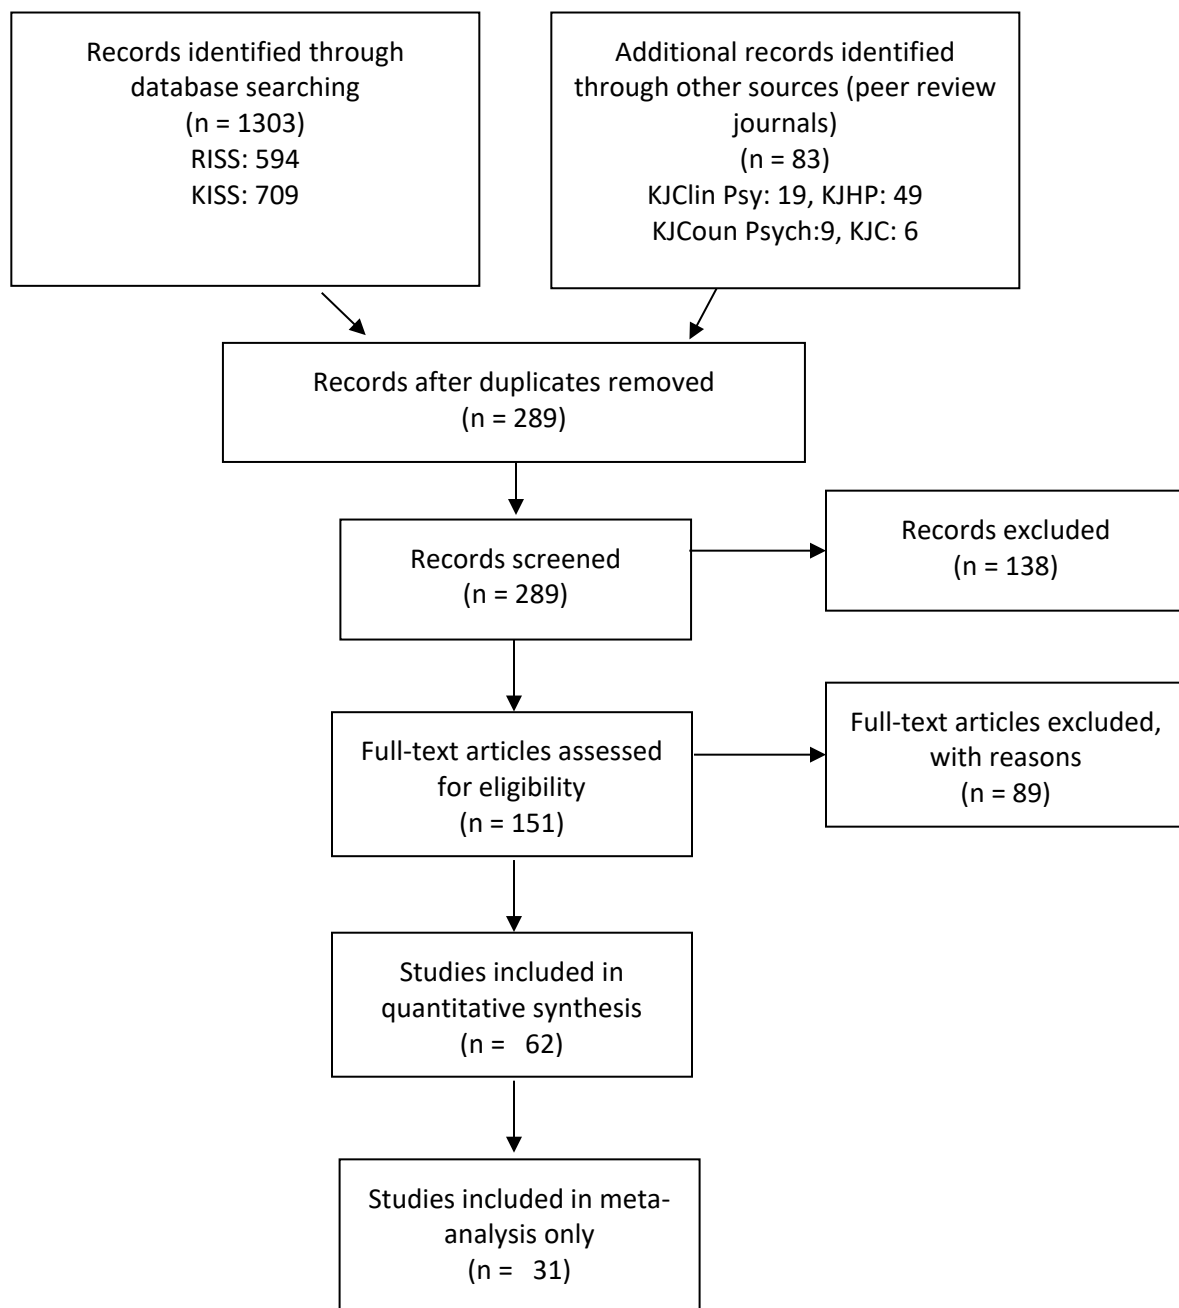 Records identified through
database searching
(n = 1303)
RISS: 594
KISS: 709
Additional records identified
through other sources (peer review
journals)
(n = 83)
KJClin Psy: 19, KJHP: 49
KJCoun Psych:9, KJC: 6
Records after duplicates removed
(n = 289)
Records screened
(n = 289)
Records excluded
(n = 138)
Full-text articles assessed
for eligibility
(n = 151)
Full-text articles excluded,
with reasons
(n = 89)
Studies included in
quantitative synthesis
(n =   62)
Studies included in meta-
analysis only
(n =   31)